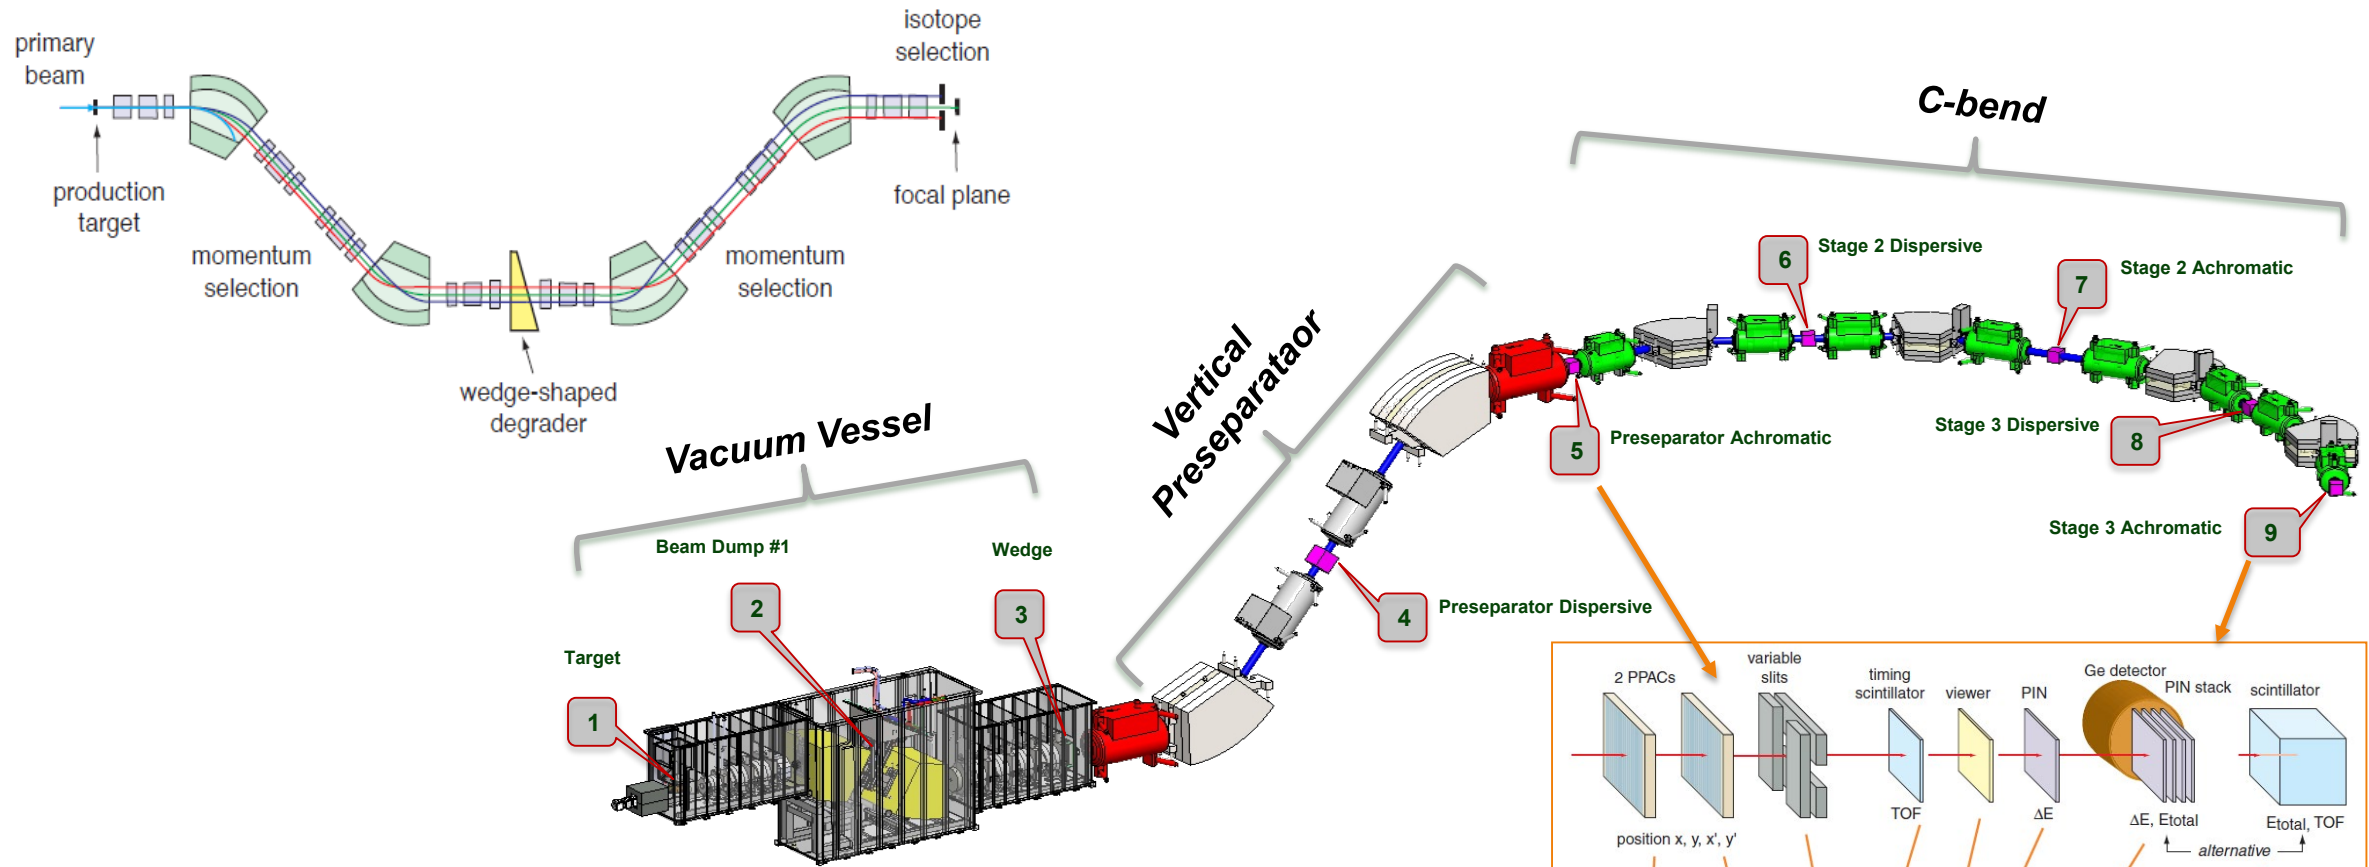 primary
beam
production
target
momentum
selection
wedge-shaped
degrader
momentum
selection
isotope
selection
focal plane
Vacuum Vessel
Vertical
Preseparataor
C-bend
Target
1
Beam Dump #1
2
Wedge
3
4
Preseparator Dispersive
5
Preseparator Achromatic
6
Stage 2 Dispersive
7
Stage 2 Achromatic
Stage 3 Dispersive
8
Stage 3 Achromatic
9
2 PPACs
variable
slits
timing
scintillator
viewer
PIN
Ge detector
PIN stack
scintillator
position x, y, x', y'
TOF
ΔE
ΔE, Etotal
Etotal, TOF
alternative